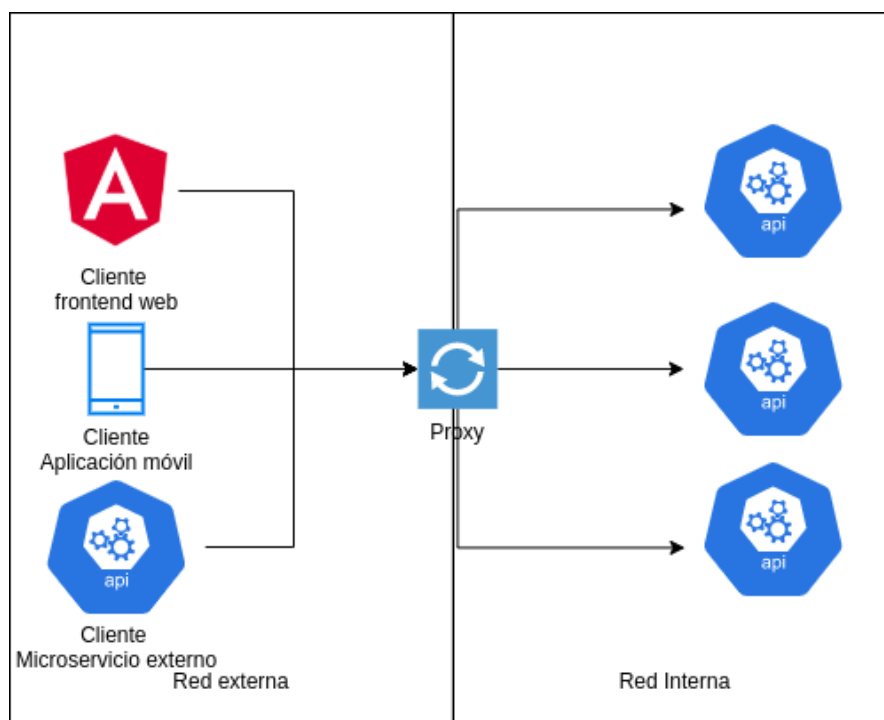 Cliente
frontend web
Cliente
Aplicación móvil
api
Cliente
Microservicio externo
Red externa
Proxy
api
api
api
Red Interna